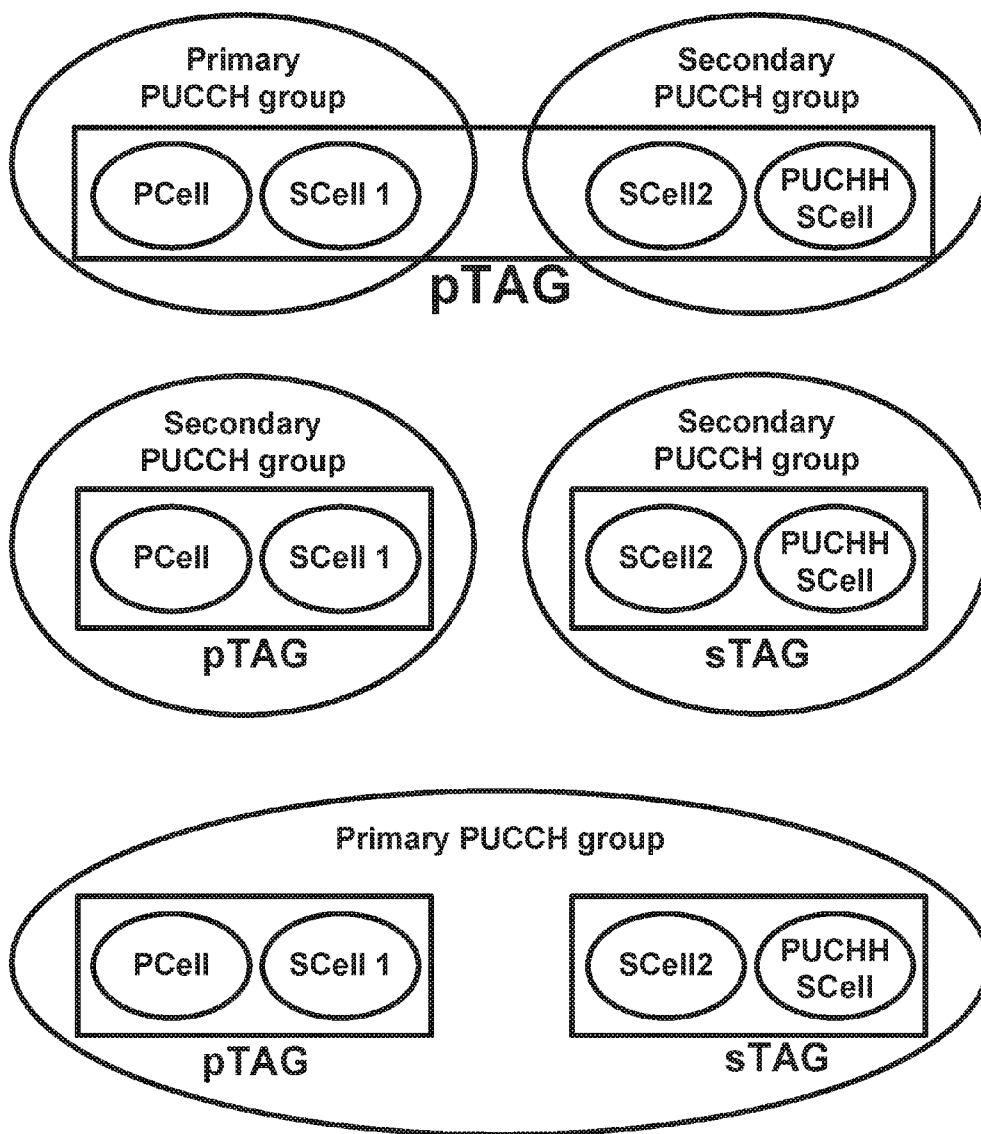 Primary
PUCCH group
Secondary
PUCCH group
PCell
SCell 1
SCell2
PUCHH
SCell
pTAG
Secondary
PUCCH group
Secondary
PUCCH group
PCell
SCell 1
SCell2
PUCHH
SCell
pTAG
sTAG
Primary PUCCH group
PCell
SCell 1
SCell2
PUCHH
SCell
pTAG
sTAG